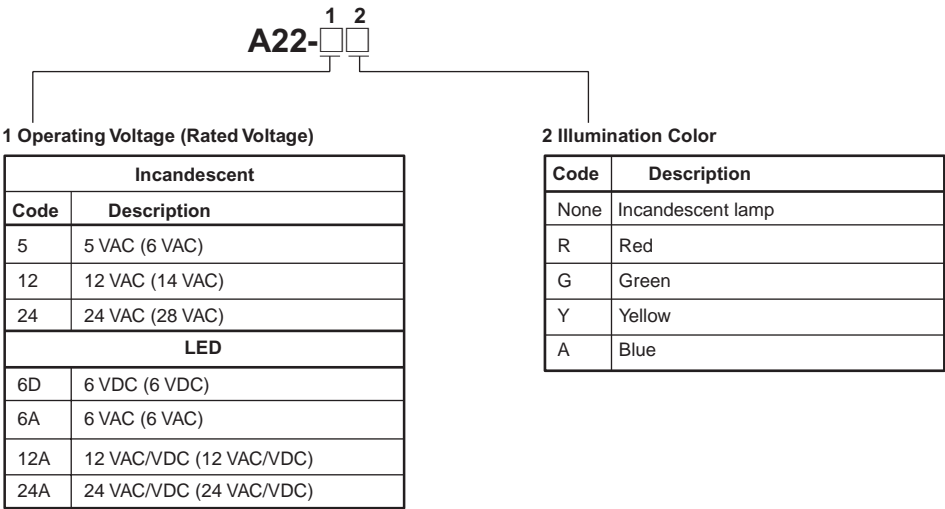 1 2
A22-□□
1 Operating Voltage (Rated Voltage)
Incandescent
Code Description
5 5 VAC (6 VAC)
12 12 VAC (14 VAC)
24 24 VAC (28 VAC)
LED
6D 6 VDC (6 VDC)
6A 6 VAC (6 VAC)
12A 12 VAC/VDC (12 VAC/VDC)
24A 24 VAC/VDC (24 VAC/VDC)
2 Illumination Color
Code Description
None Incandescent lamp
R Red
G Green
Y Yellow
A Blue